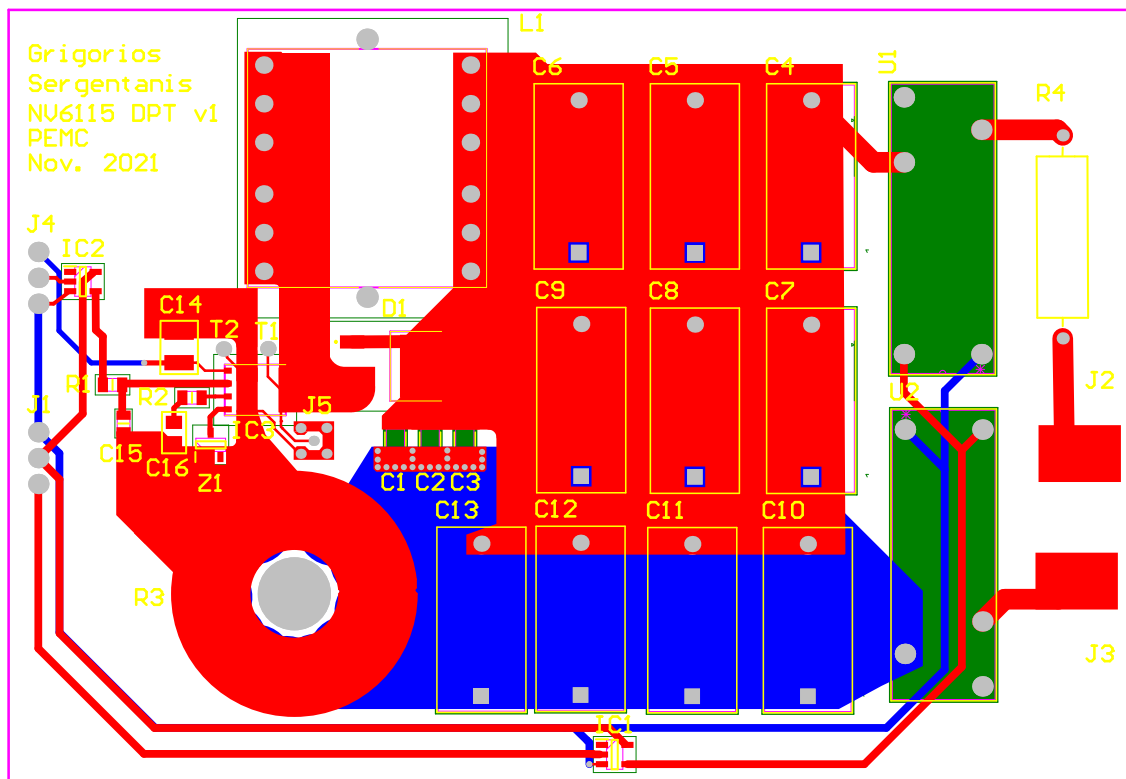 Grigorios
Sergentanis
NV6115 DPT v1
PEMC
Nov. 2021
L1
C6
C5
C4
U1
R4
J4
IC2
C14
T2
T1
D1
C9
C8
C7
R1
R2
J1
C15
C16
IC3
J5
Z1
C1
C2
C3
C13
C12
C11
C10
U2
J2
R3
J3
IC1